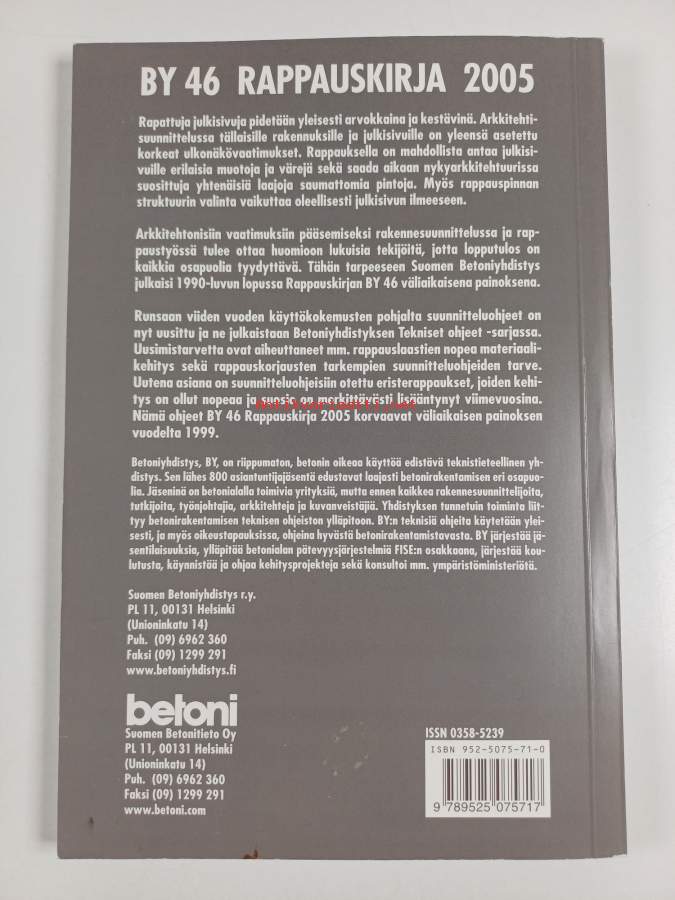 BY 46 RAPPAUSKIRJA 2005
Rapattuja julkisivuja pidetään yleisesti arvokkaina ja kestävinä. Arkkitehti-
suunnittelussa tällaisille rakennuksille ja julkisivuille on yleensä asetettu
korkeat ulkonäkövaatimukset. Rappauksella on mahdollista antaa julkisi-
vuille erilaisia muotoja ja värejä sekä saada aikaan nykyarkkitehtuurissa
suosittuja yhtenäisiä laajoja saumattomia pintoja. Myös rappauspinnan
struktuurin valinta vaikuttaa oleellisesti julkisivun ilmeeseen.
Arkkitehtonisiin vaatimuksiin pääsemiseksi rakennesuunnittelussa ja rap-
paustyössä tulee ottaa huomioon lukuisia tekijöitä, jotta lopputulos on
kaikkia osapuolia tyydyttävä. Tähän tarpeeseen Suomen Betoniyhdistys
julkaisi 1990-luvun lopussa Rappauskirjan BY 46 väliaikaisena painoksena.
Runsaan viiden vuoden käyttökokemusten pohjalta suunnitteluohjeet on
nyt uusittu ja ne julkaistaan Betoniyhdistyksen Tekniset ohjeet -sarjassa.
Uusimistarvetta ovat aiheuttaneet mm. rappauslaastien nopea materiaali-
kehitys sekä rappauskorjausten tarkempien suunnitteluohjeiden tarve.
Uutena asiana on suunnitteluohjeisiin otettu eristerappaukset, joiden kehi-
tys on ollut nopeaa ja suosio on merkittävästi lisääntynyt viimevuosina.
Nämä ohjeet BY 46 Rappauskirja 2005 korvaavat väliaikaisen painoksen
vuodelta 1999.
Betoniyhdistys, BY, on riippumaton, betonin oikeaa käyttöä edistävä teknistieteellinen yh-
distys. Sen lähes 800 asiantuntijajäsentä edustavat laajasti betonirakentamisen eri osapuo-
lia. Jäseninä on betonialalla toimivia yrityksiä, mutta ennen kaikkea rakennesuunnittelijoita,
tutkijoita, työnjohtajia, arkkitehteja ja kuvanveistäjiä. Yhdistyksen tunnetuin toiminta liit-
tyy betonirakentamisen teknisen ohjeiston ylläpitoon. BY:n teknisiä ohjeita käytetään ylei-
sesti, ja myös oikeustapauksissa, ohjeina hyvästä betonirakentamistavasta. BY järjestää jä-
sentilaisuuksia, ylläpitää betonialan pätevyysjärjestelmiä FISE:n osakkaana, järjestää kou-
lutusta, käynnistää ja ohjaa kehitysprojekteja sekä konsultoi mm. ympäristöministeriötä.
Suomen Betoniyhdistys r.y.
PL 11, 00131 Helsinki
(Unioninkatu 14)
Puh. (09) 6962 360
Faksi (09) 1299 291
www.betoniyhdistys.fi
betoni
Suomen Betonitieto Oy
PL 11, 00131 Helsinki
(Unioninkatu 14)
Puh. (09) 6962 360
Faksi (09) 1299 291
www.betoni.com
ISSN 0358-5239
ISBN 952-5075-71-0
9 789525 075717